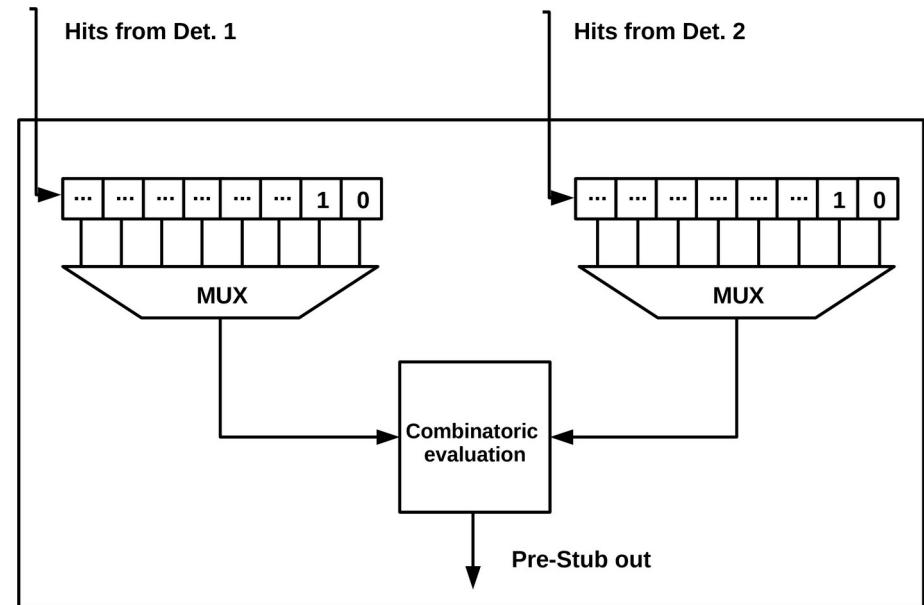 Hits from Det. 1
Hits from Det. 2
... ... ... ... ... ... 1 0
... ... ... ... ... ... 1 0
MUX
MUX
Combinatoric
evaluation
Pre-Stub out